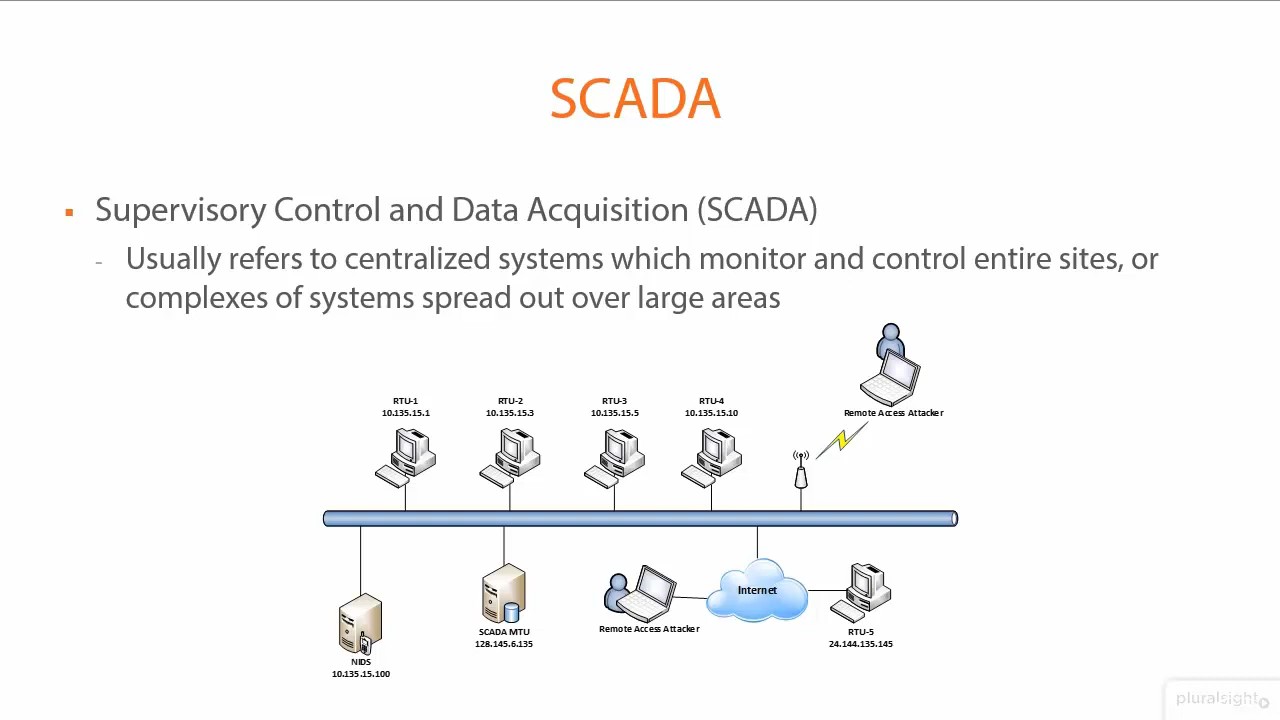 SCADA
Supervisory Control and Data Acquisition (SCADA)
- Usually refers to centralized systems which monitor and control entire sites, or
complexes of systems spread out over large areas
RTU-1
10.135.15.1
RTU-2
10.135.15.3
RTU-3
10.135.15.5
RTU-4
10.135.15.10
Remote Access Attacker
NIDS
10.135.15.100
SCADA MTU
128.145.6.135
Remote Access Attacker
Internet
RTU-5
24.144.135.145
pluralsight